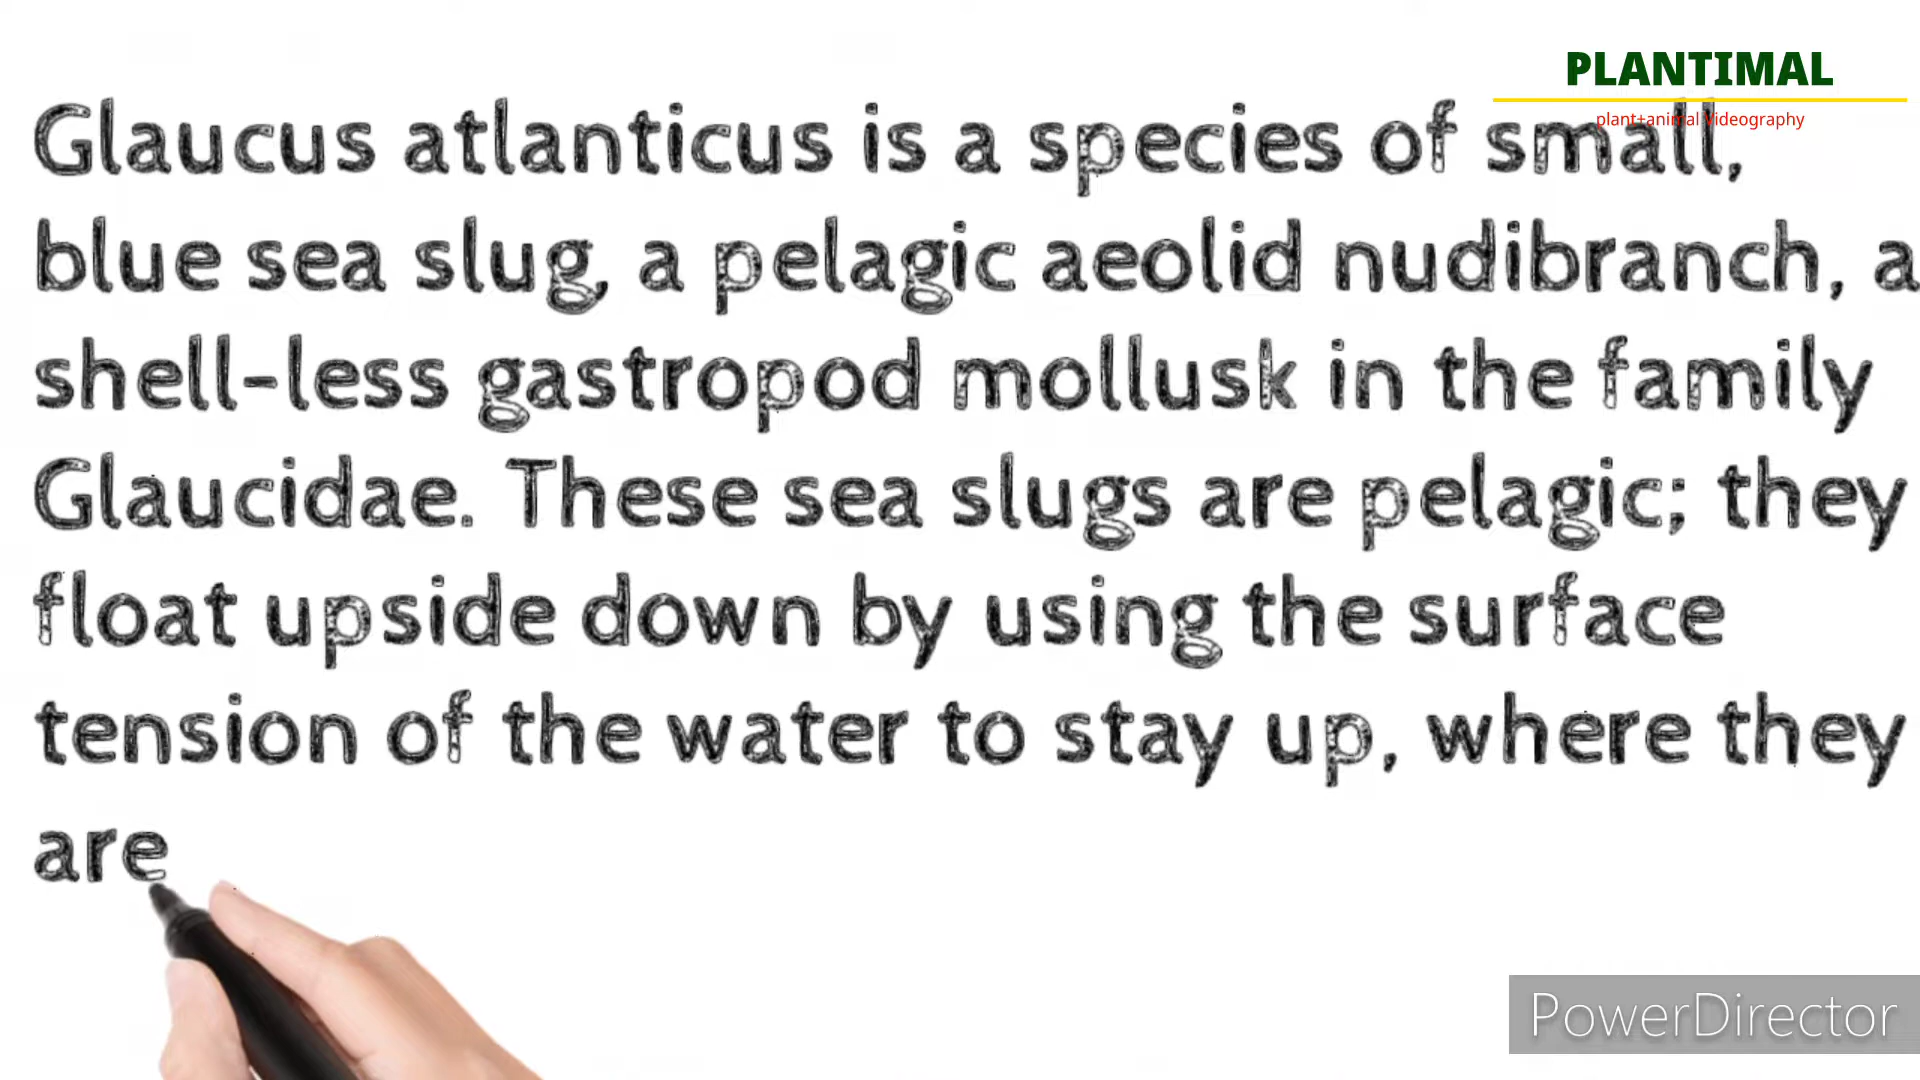 PLANTIMAL
plant+animal Videography
Glaucus atlanticus is a species of small,
blue sea slug, a pelagic aeolid nudibranch, a
shell-less gastropod mollusk in the family
Glaucidae. These sea slugs are pelagic; they
float upside down by using the surface
tension of the water to stay up, where they
are
PowerDirector